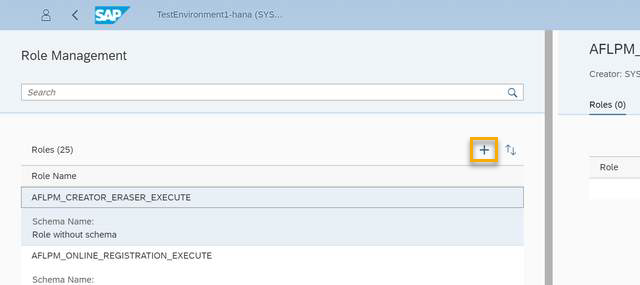 SAP
TestEnvironment1-hana (SYS...
Role Management
Search
Roles (25)
Role Name
AFLPM_CREATOR_ERASER_EXECUTE
Schema Name:
Role without schema
AFLPM_ONLINE_REGISTRATION_EXECUTE
Schema Name:
AFLPM_
Creator: SYS
Roles (0)
Role